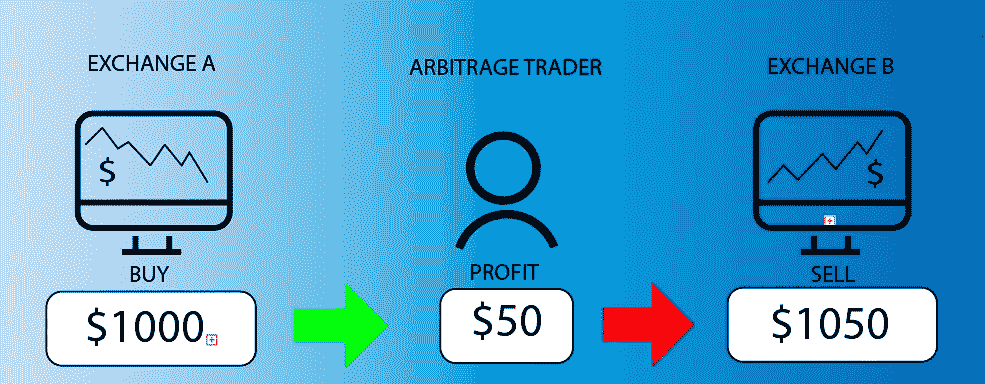 EXCHANGE A
ARBITRAGE TRADER
EXCHANGE B
$
$
BUY
PROFIT
SELL
$1000
$50
$1050